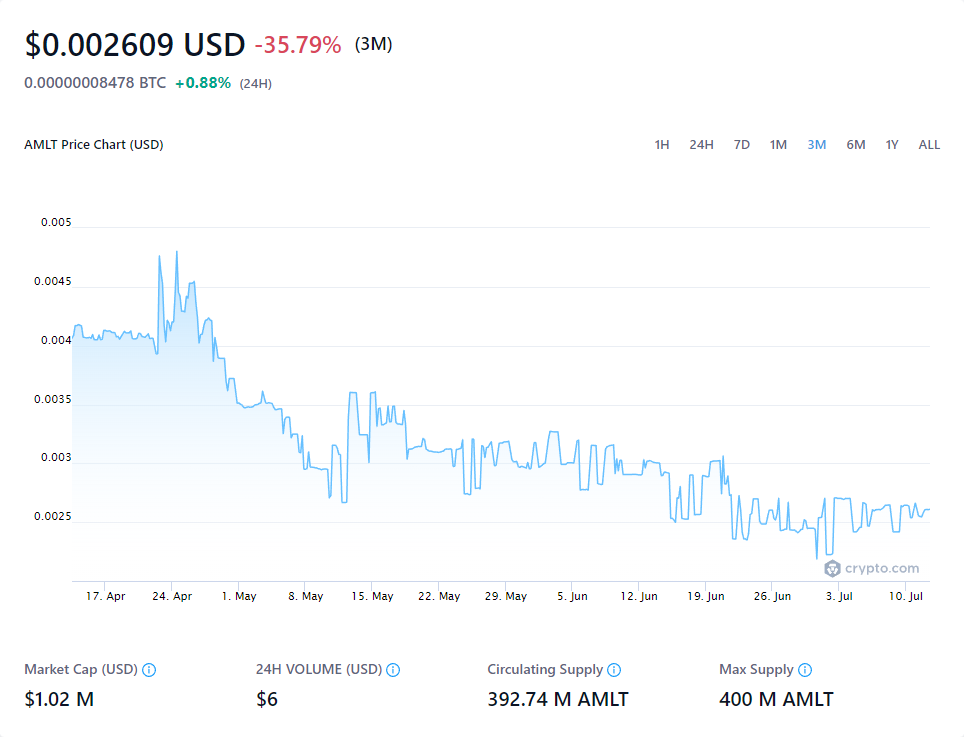 $0.002609 USD -35.79% (3M)
0.00000008478 BTC +0.88% (24H)
AMLT Price Chart (USD) 1H 24H 7D 1M 3M 6M 1Y ALL
0.005
0.0045
0.004
0.0035
0.003
0.0025
crypto.com
17. Apr 24. Apr 1. May 8. May 15. May 22. May 29. May 5. Jun 12. Jun 19. Jun 26. Jun 3. Jul 10. Jul
Market Cap (USD) 24H VOLUME (USD) Circulating Supply Max Supply
$1.02 M $6 392.74 M AMLT 400 M AMLT